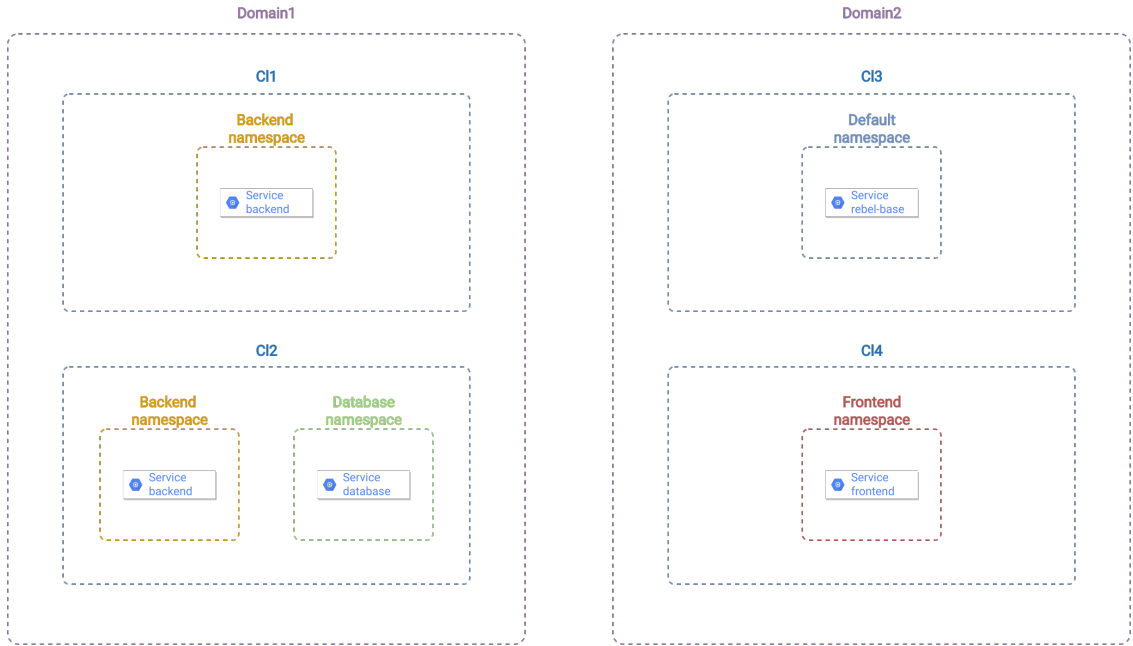 Domain1
Cl1
Backend
namespace
Service
backend
Cl2
Backend
namespace
Service
backend
Database
namespace
Service
database
Domain2
Cl3
Default
namespace
Service
rebel-base
Cl4
Frontend
namespace
Service
frontend